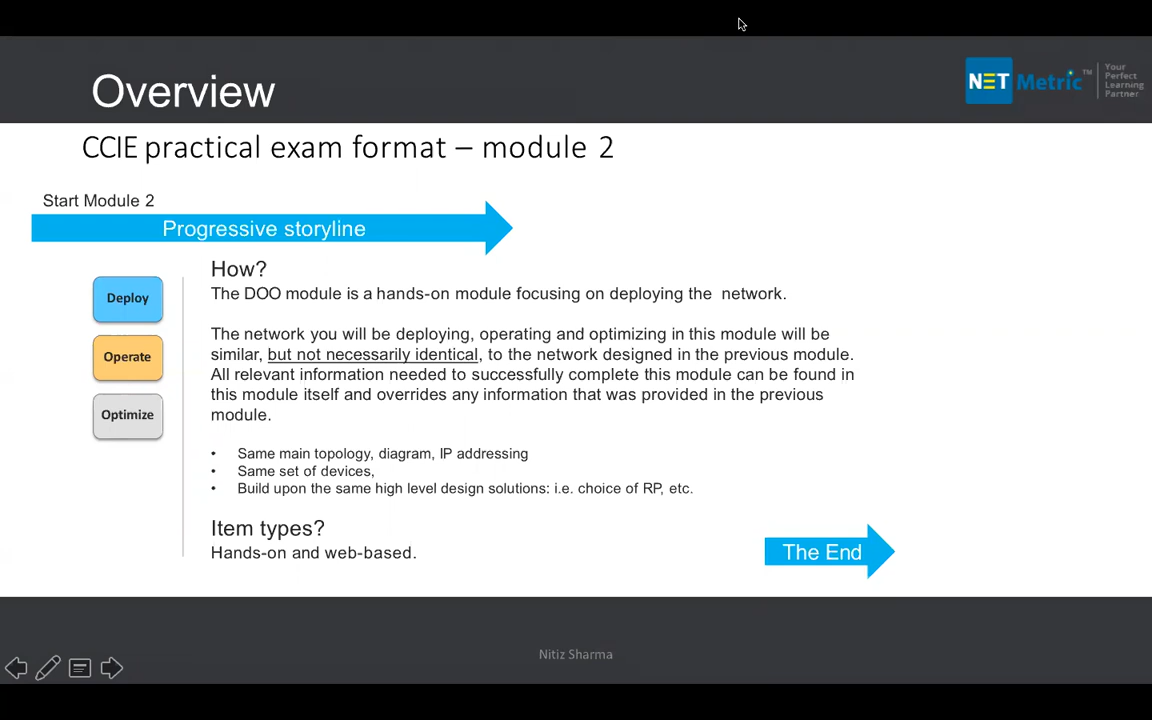 Overview
NET Metric™
Your
Perfect
Learning
Partner
CCIE practical exam format – module 2
Start Module 2
Progressive storyline
Deploy
Operate
Optimize
How?
The DOO module is a hands-on module focusing on deploying the network.
The network you will be deploying, operating and optimizing in this module will be
similar, but not necessarily identical, to the network designed in the previous module.
All relevant information needed to successfully complete this module can be found in
this module itself and overrides any information that was provided in the previous
module.
• Same main topology, diagram, IP addressing
• Same set of devices,
• Build upon the same high level design solutions: i.e. choice of RP, etc.
Item types?
Hands-on and web-based.
The End
Nitiz Sharma